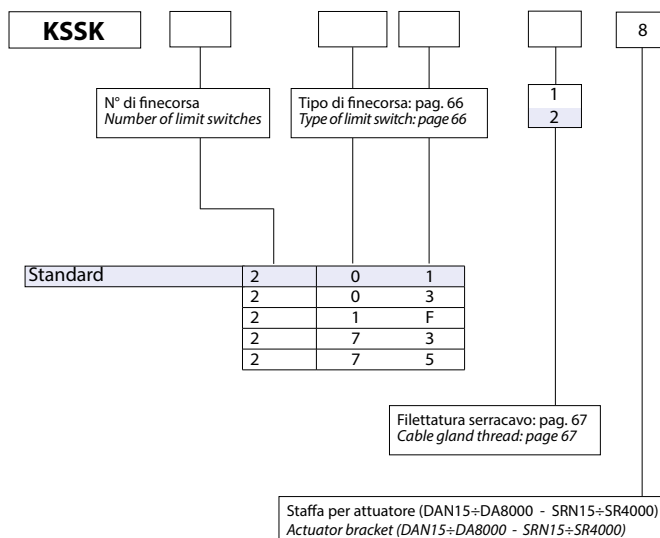 KSSK 8
N° di finecorsa
Number of limit switches
Tipo di finecorsa: pag. 66
Type of limit switch: page 66
1
2
Standard 2 0 1
2 0 3
2 1 F
2 7 3
2 7 5
Filettatura serracavo: pag. 67
Cable gland thread: page 67
Staffa per attuatore (DAN15÷DA8000 - SRN15÷SR4000)
Actuator bracket (DAN15÷DA8000 - SRN15÷SR4000)